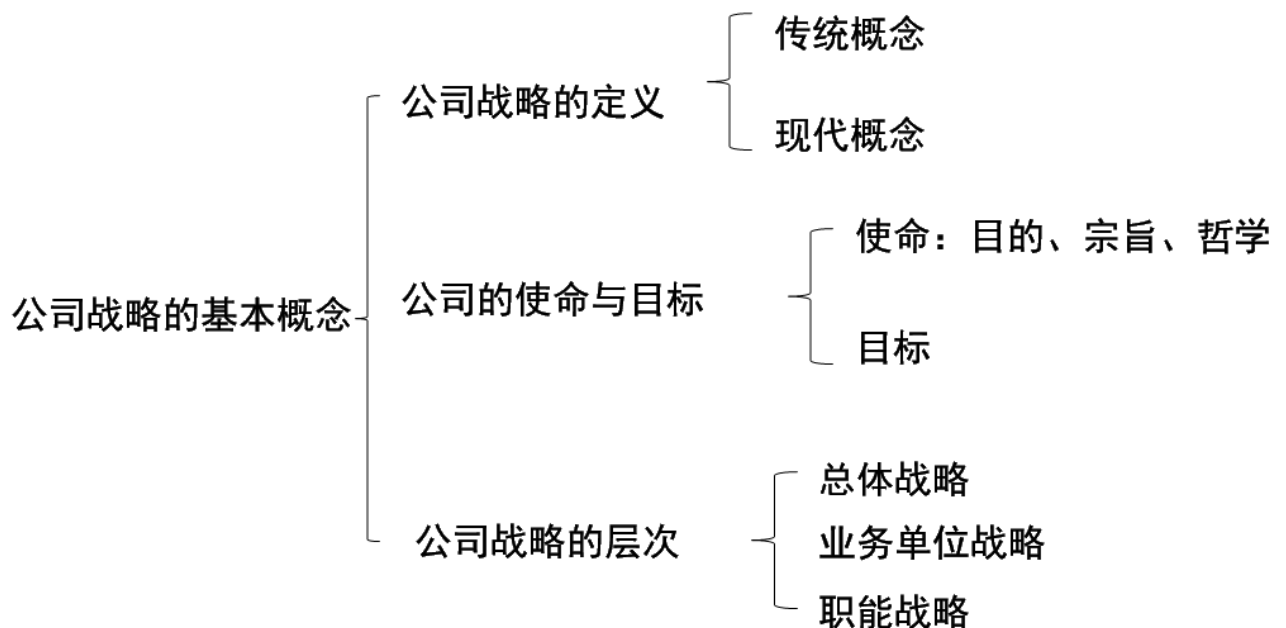 公司战略的基本概念
公司战略的定义
传统概念
现代概念
公司的使命与目标
使命：目的、宗旨、哲学
目标
公司战略的层次
总体战略
业务单位战略
职能战略